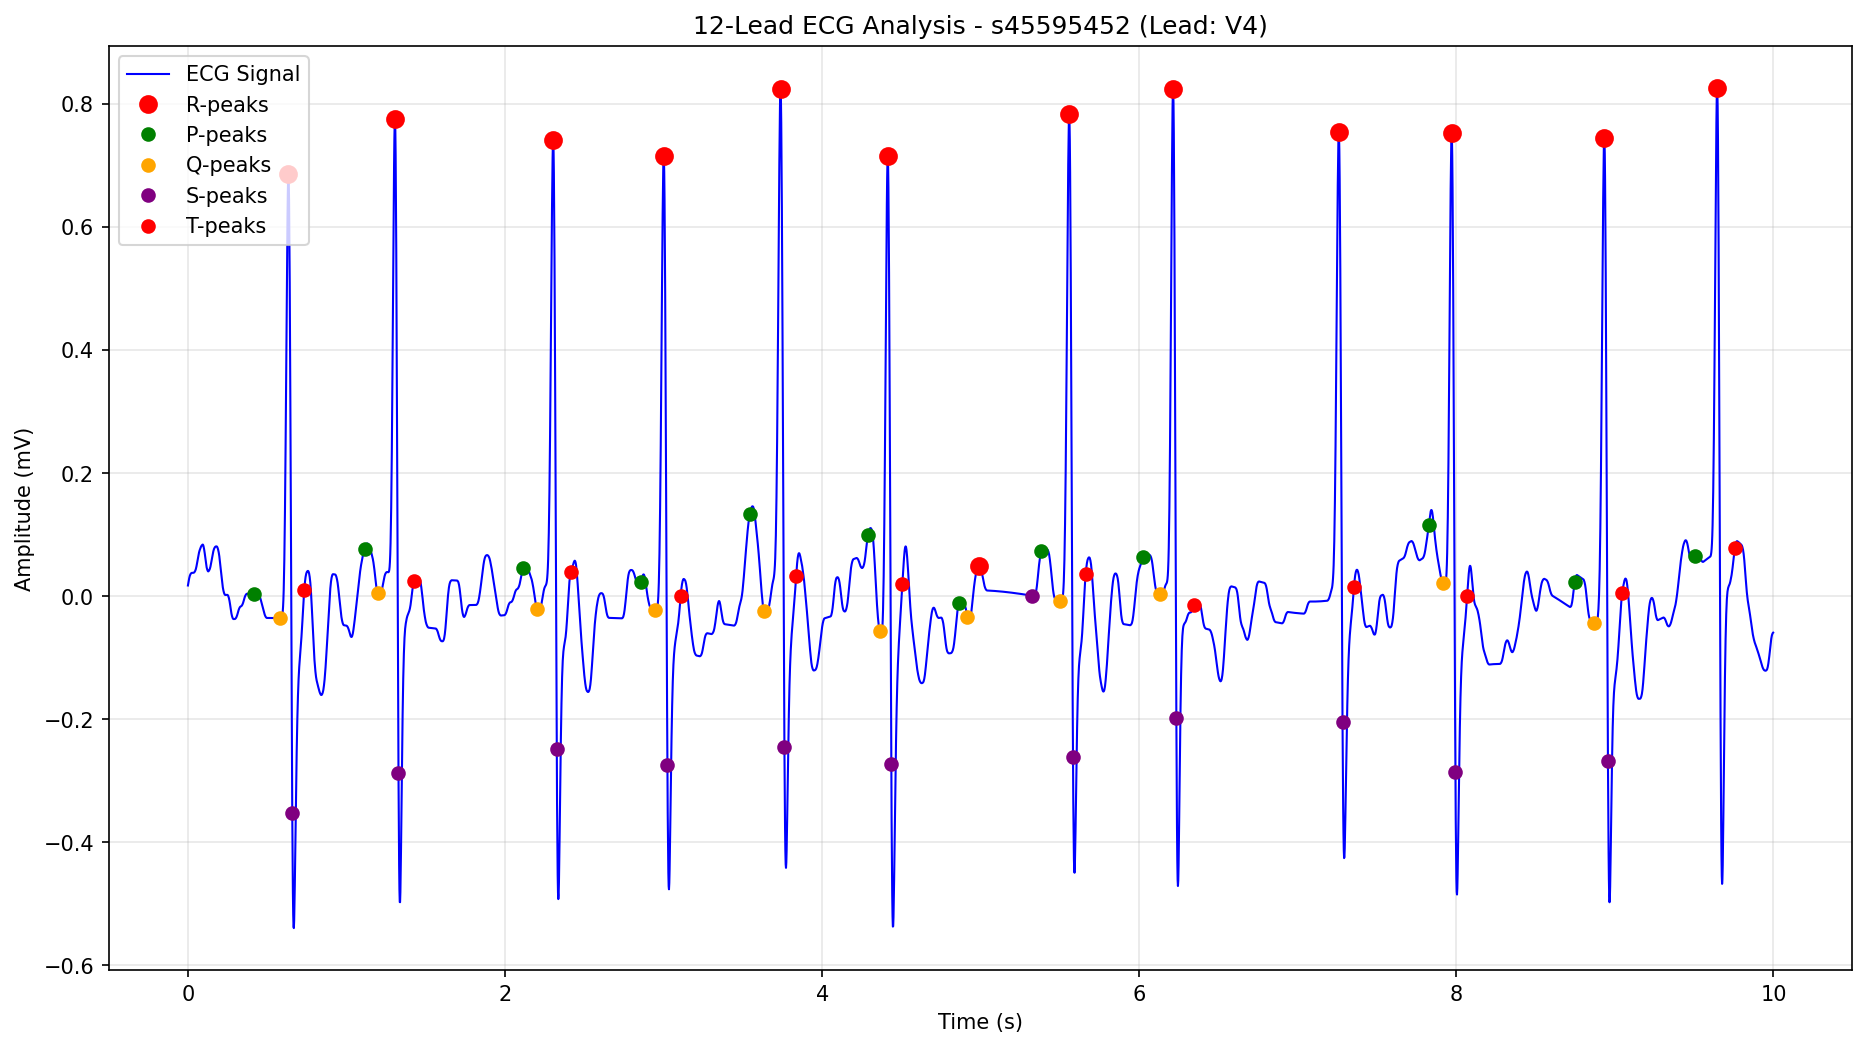 12-Lead ECG Analysis - s45595452 (Lead: V4)
ECG Signal
R-peaks
P-peaks
Q-peaks
S-peaks
T-peaks
Amplitude (mV)
0.8
0.6
0.4
0.2
0.0
−0.2
−0.4
−0.6
0 2 4 6 8 10
Time (s)